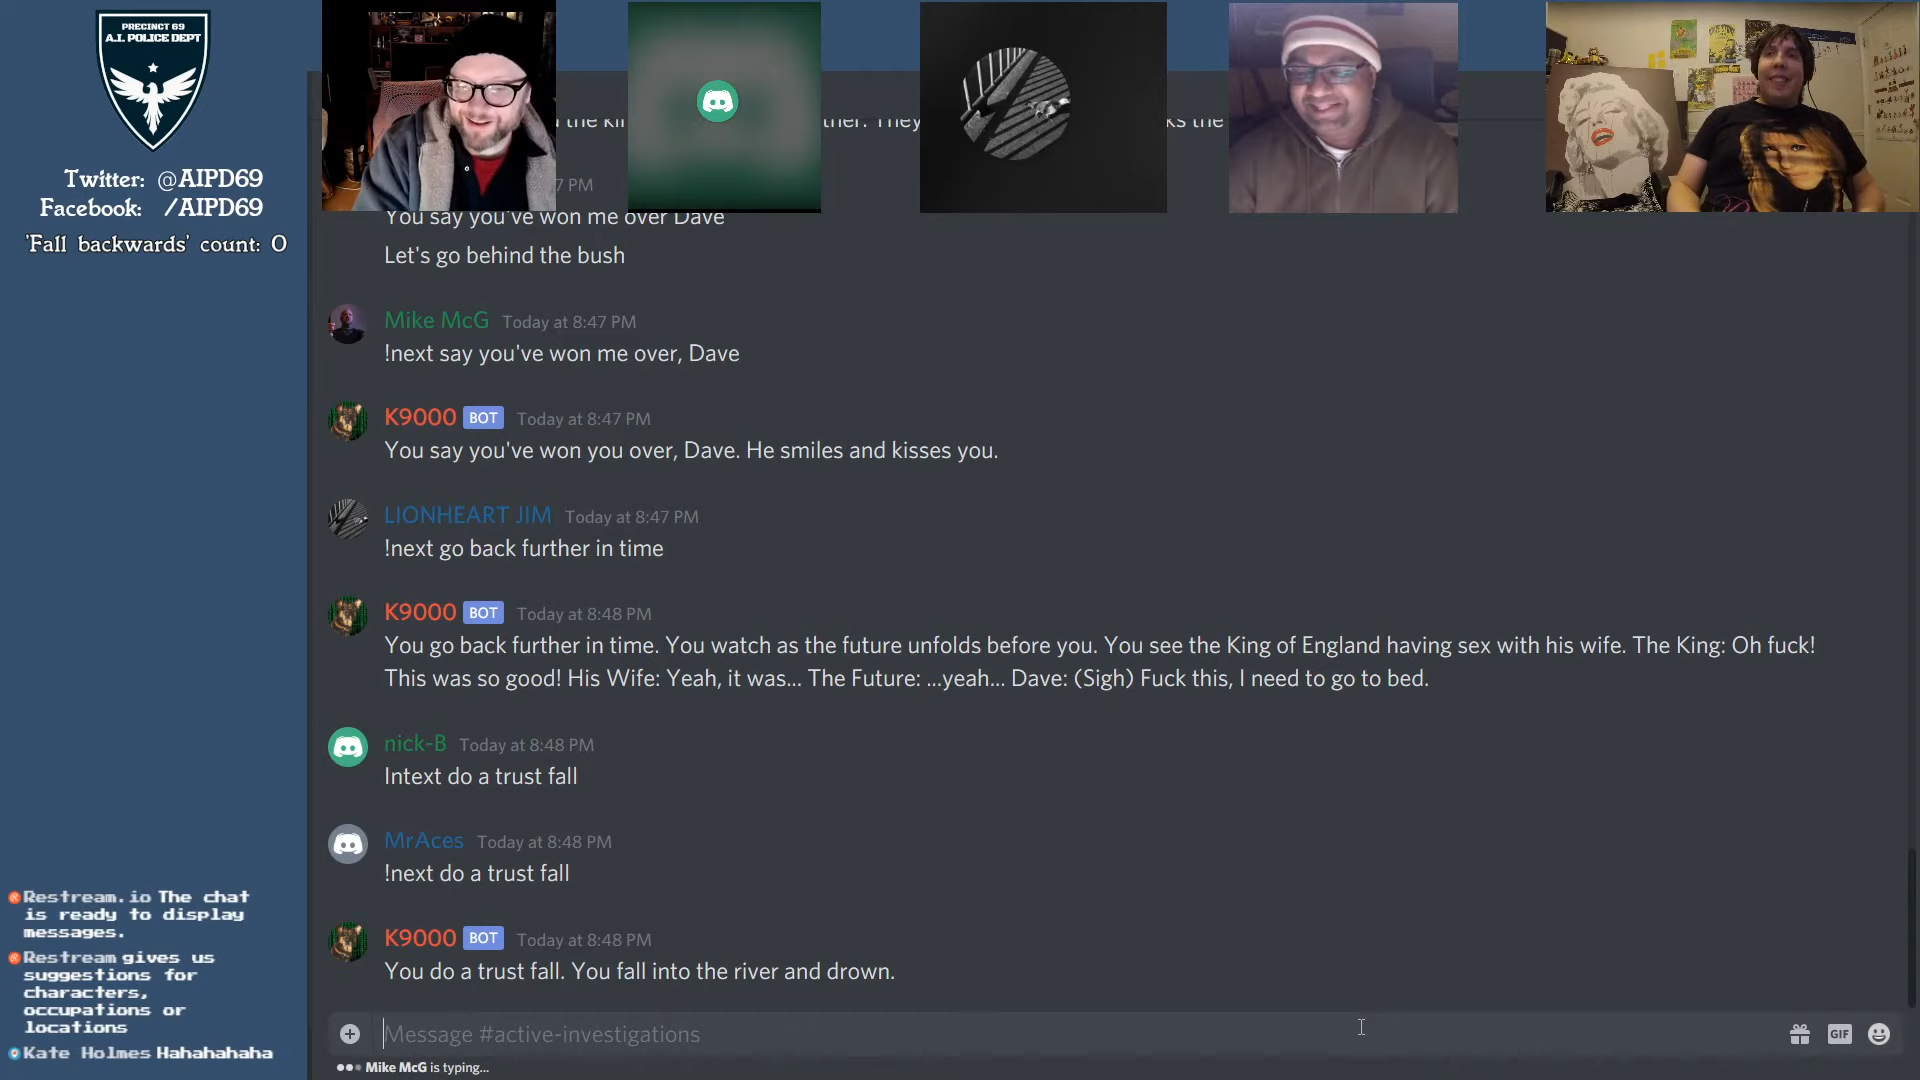 PRECINCT 69
A.I. POLICE DEPT
Twitter: @AIPD69
Facebook: /AIPD69
'Fall backwards' count: 0
7 PM
You say you've won me over Dave
Let's go behind the bush
Mike McG Today at 8:47 PM
!next say you've won me over, Dave
K9000 BOT Today at 8:47 PM
You say you've won you over, Dave. He smiles and kisses you.
LIONHEART JIM Today at 8:47 PM
!next go back further in time
K9000 BOT Today at 8:48 PM
You go back further in time. You watch as the future unfolds before you. You see the King of England having sex with his wife. The King: Oh fuck!
This was so good! His Wife: Yeah, it was... The Future: ...yeah... Dave: (Sigh) Fuck this, I need to go to bed.
nick-B Today at 8:48 PM
Intext do a trust fall
MrAces Today at 8:48 PM
!next do a trust fall
K9000 BOT Today at 8:48 PM
You do a trust fall. You fall into the river and drown.
Message #active-investigations
GIF
Mike McG is typing...
Restream.io The chat
is ready to display
messages.
Restream gives us
suggestions for
characters,
occupations or
locations
Kate Holmes Hahahahaha